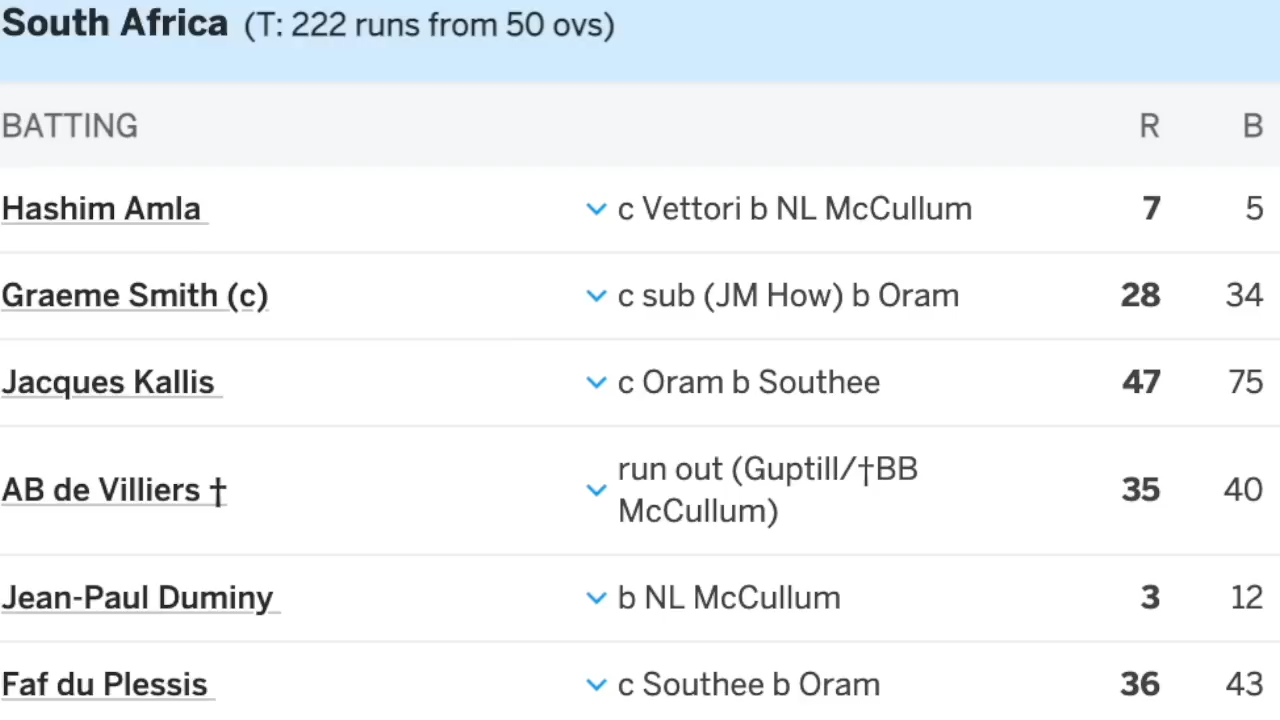 South Africa (T: 222 runs from 50 ovs)
BATTING R B
Hashim Amla c Vettori b NL McCullum 7 5
Graeme Smith (c) c sub (JM How) b Oram 28 34
Jacques Kallis c Oram b Southee 47 75
AB de Villiers † run out (Guptill/†BB McCullum) 35 40
Jean-Paul Duminy b NL McCullum 3 12
Faf du Plessis c Southee b Oram 36 43